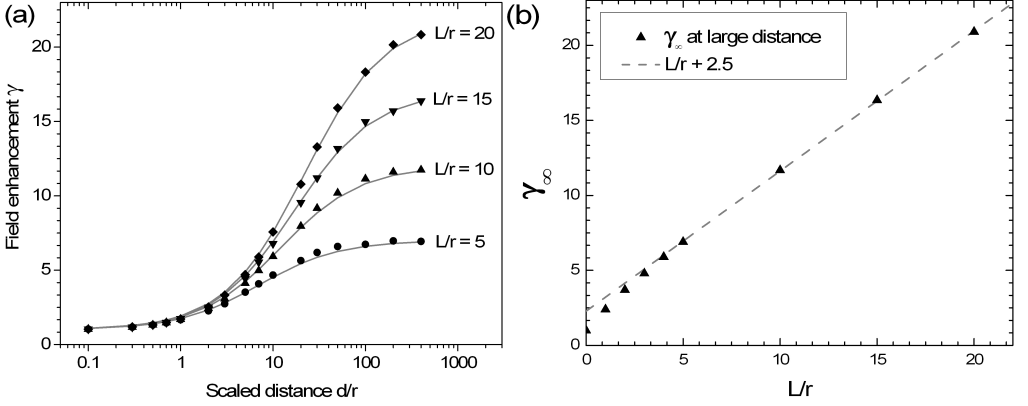 (a)
Field enhancement γ
20
15
10
5
0
L/r = 20
L/r = 15
L/r = 10
L/r = 5
0.1
1
10
100
1000
Scaled distance d/r
(b)
γ∞
20
15
10
5
0
γ∞ at large distance
L/r + 2.5
0
5
10
15
20
L/r